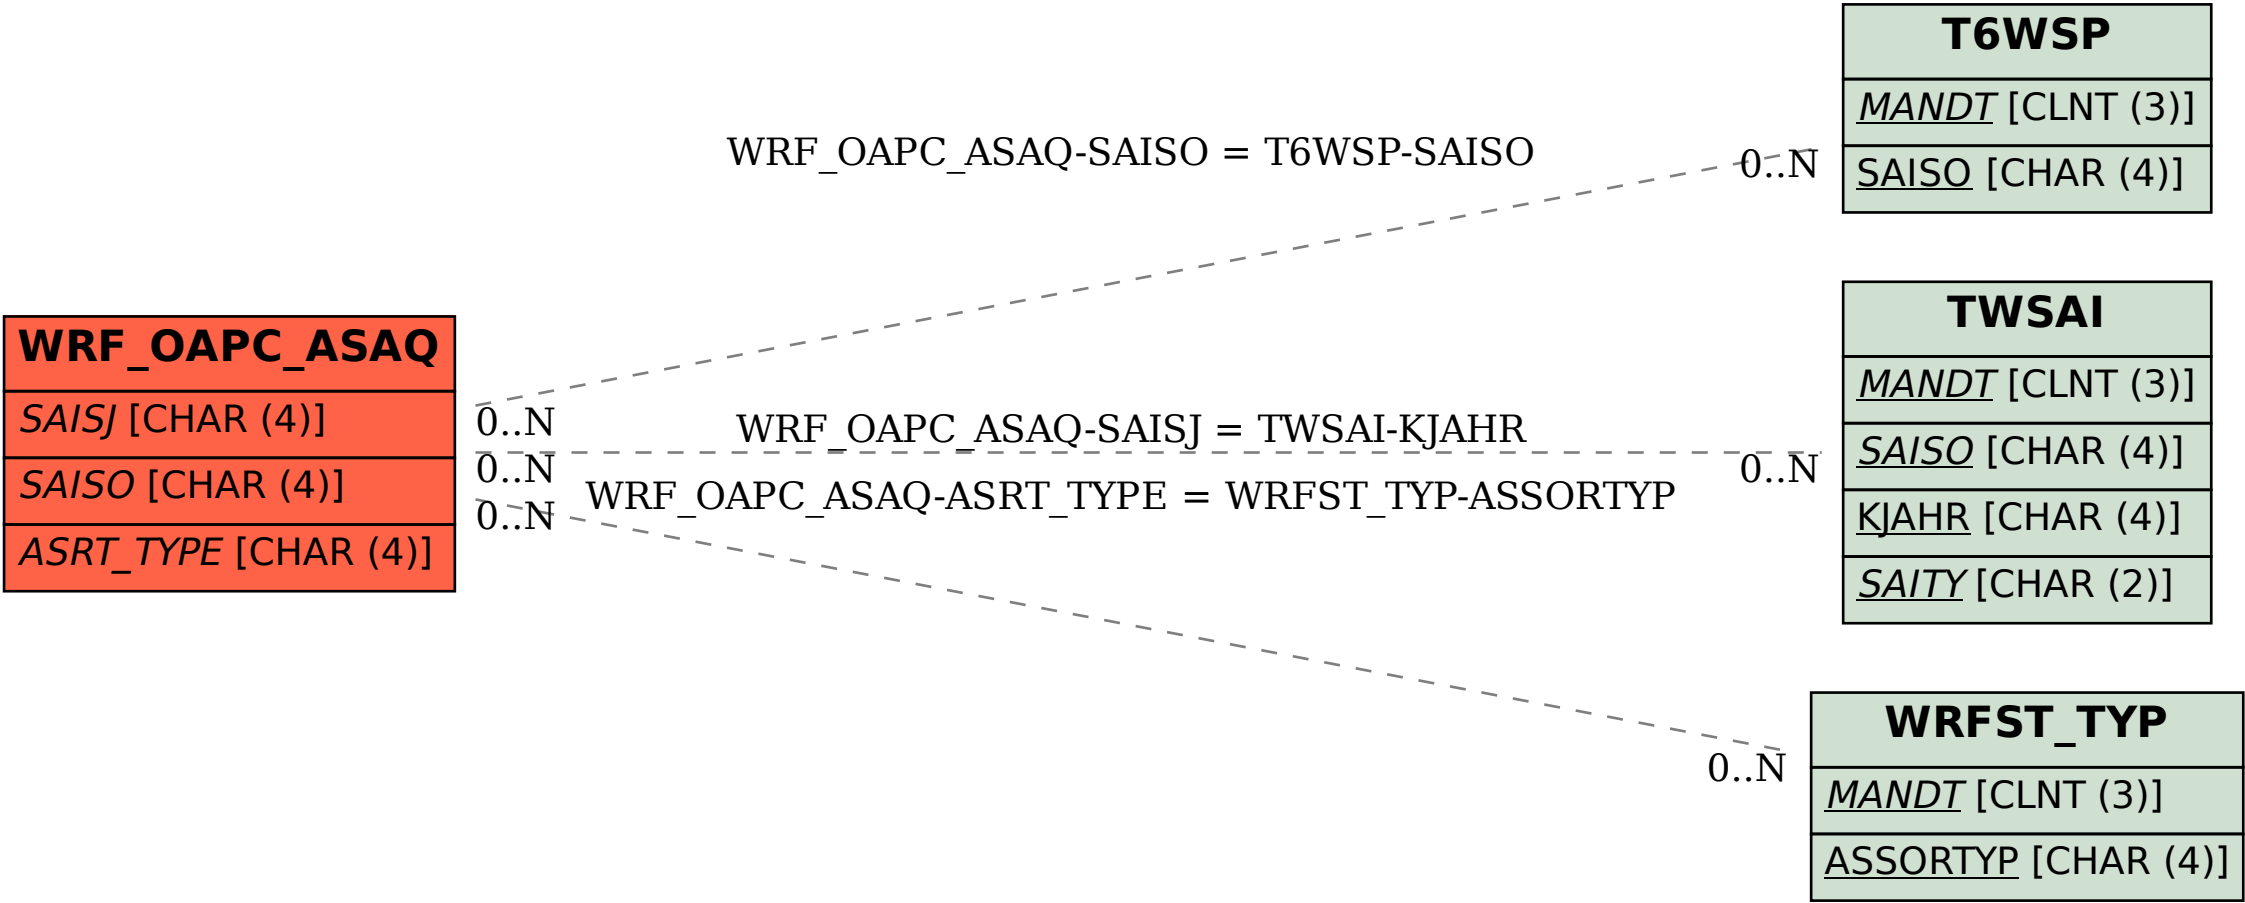 WRF_OAPC_ASAQ
SAISJ [CHAR (4)]
SAISO [CHAR (4)]
ASRT_TYPE [CHAR (4)]
WRF_OAPC_ASAQ-SAISO = T6WSP-SAISO
0..N
0..N
WRF_OAPC_ASAQ-SAISJ = TWSAI-KJAHR
0..N
0..N
WRF_OAPC_ASAQ-ASRT_TYPE = WRFST_TYP-ASSORTYP
0..N
0..N
T6WSP
MANDT [CLNT (3)]
SAISO [CHAR (4)]
TWSAI
MANDT [CLNT (3)]
SAISO [CHAR (4)]
KJAHR [CHAR (4)]
SAITY [CHAR (2)]
WRFST_TYP
MANDT [CLNT (3)]
ASSORTYP [CHAR (4)]